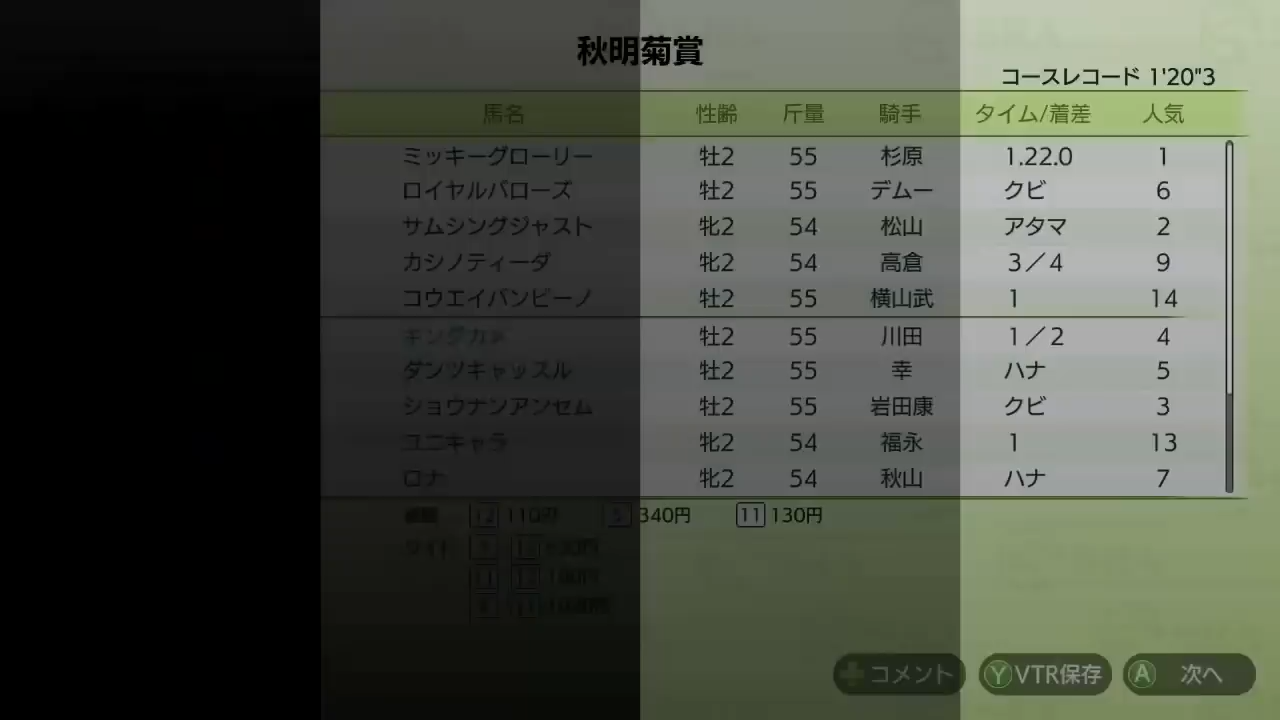 秋明菊賞
コースレコード 1'20"3
馬名 性齢 斤量 騎手 タイム/着差 人気
ミッキーグローリー 牡2 55 杉原 1.22.0 1
ロイヤルバローズ 牡2 55 デムー クビ 6
サムシングジャスト 牝2 54 松山 アタマ 2
カシノティーダ 牝2 54 高倉 3／4 9
コウエイバンビーノ 牡2 55 横山武 1 14
牡2 55 川田 1／2 4
ダンツキャッスル 牡2 55 幸 ハナ 5
ショウナンアンセム 牡2 55 岩田康 クビ 3
ユニキャラ 牝2 54 福永 1 13
ロナ 牝2 54 秋山 ハナ 7
12 110円 5 340円 11 130円
ワイド
コメント Y VTR保存 A 次へ